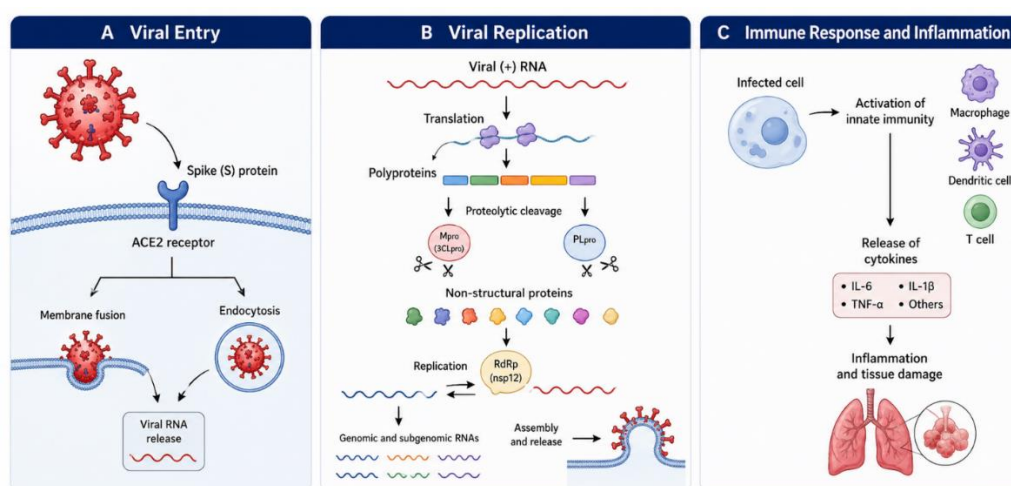 A Viral Entry
Spike (S) protein
ACE2 receptor
Membrane fusion
Endocytosis
Viral RNA
release
B Viral Replication
Viral (+) RNA
Translation
Polyproteins
Proteolytic cleavage
Mpro
(3CLpro)
PLpro
Non-structural proteins
Replication
RdRp
(nsp12)
Genomic and subgenomic RNAs
Assembly
and release
C Immune Response and Inflammation
Infected cell
Activation of
innate immunity
Macrophage
Dendritic cell
T cell
Release of
cytokines
• IL-6 • IL-1β
• TNF-α • Others
Inflammation
and tissue damage